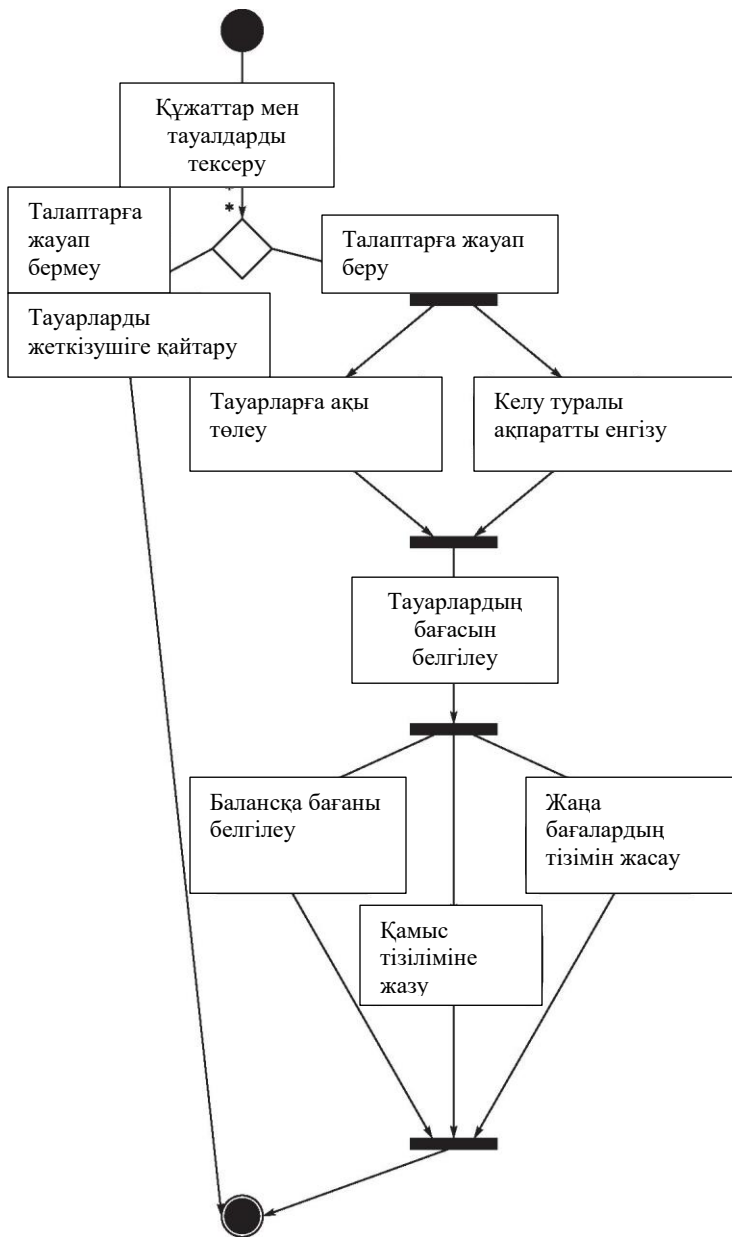 Құжаттар мен
тауалдарды
тексеру
*
*
Талаптарға
жауап
бермеу
Талаптарға жауап
беру
Тауарларды
жеткізушіге қайтару
Тауарларға ақы
төлеу
Келу туралы
ақпаратты енгізу
Тауарлардың
бағасын
белгілеу
Балансқа бағаны
белгілеу
Жаңа
бағалардың
тізімін жасау
Қамыс
тізіліміне
жазу